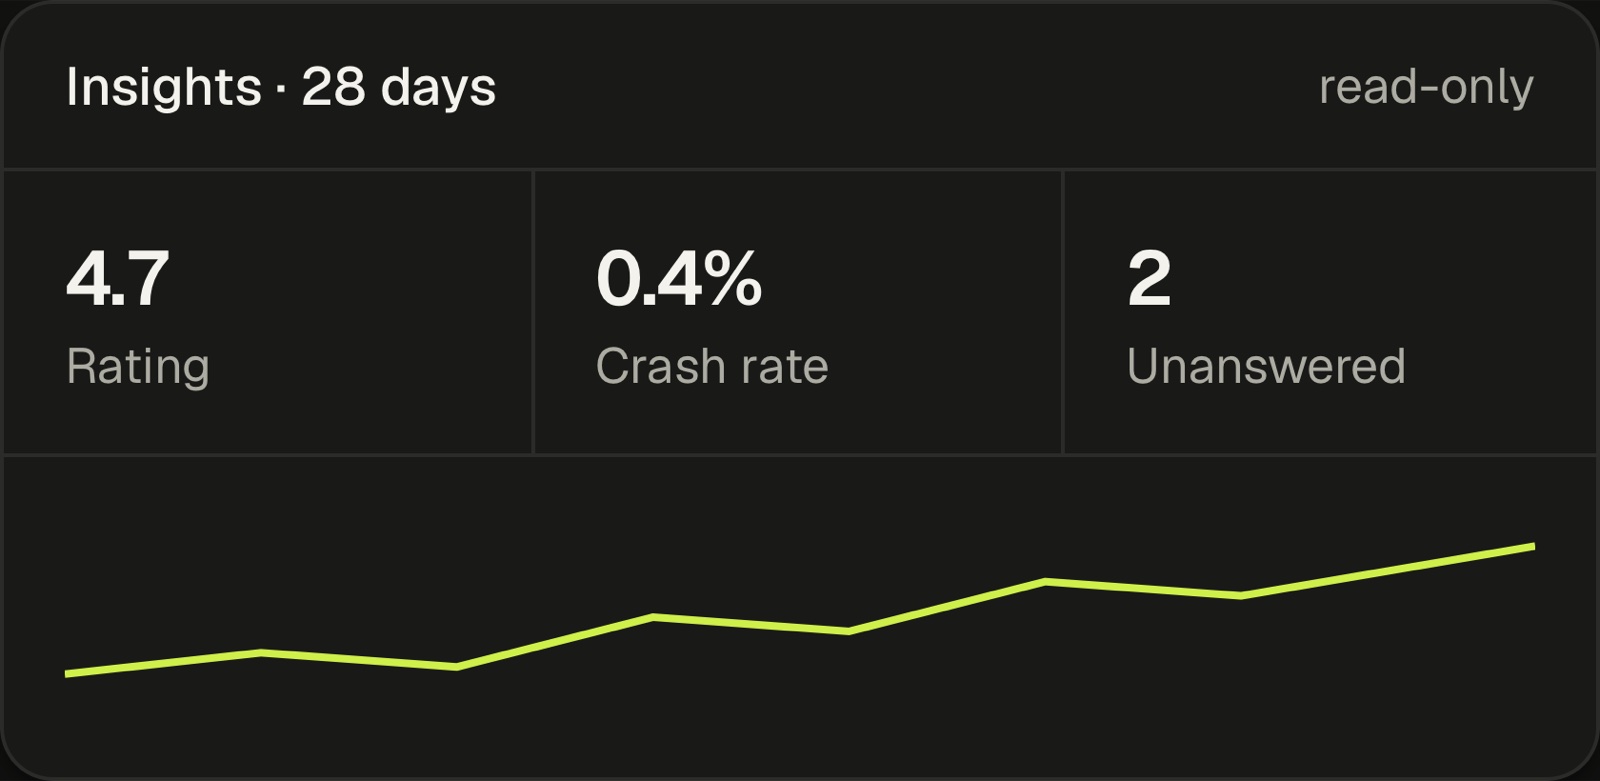 Insights · 28 days
read-only
4.7
0.4%
2
Rating
Crash rate
Unanswered